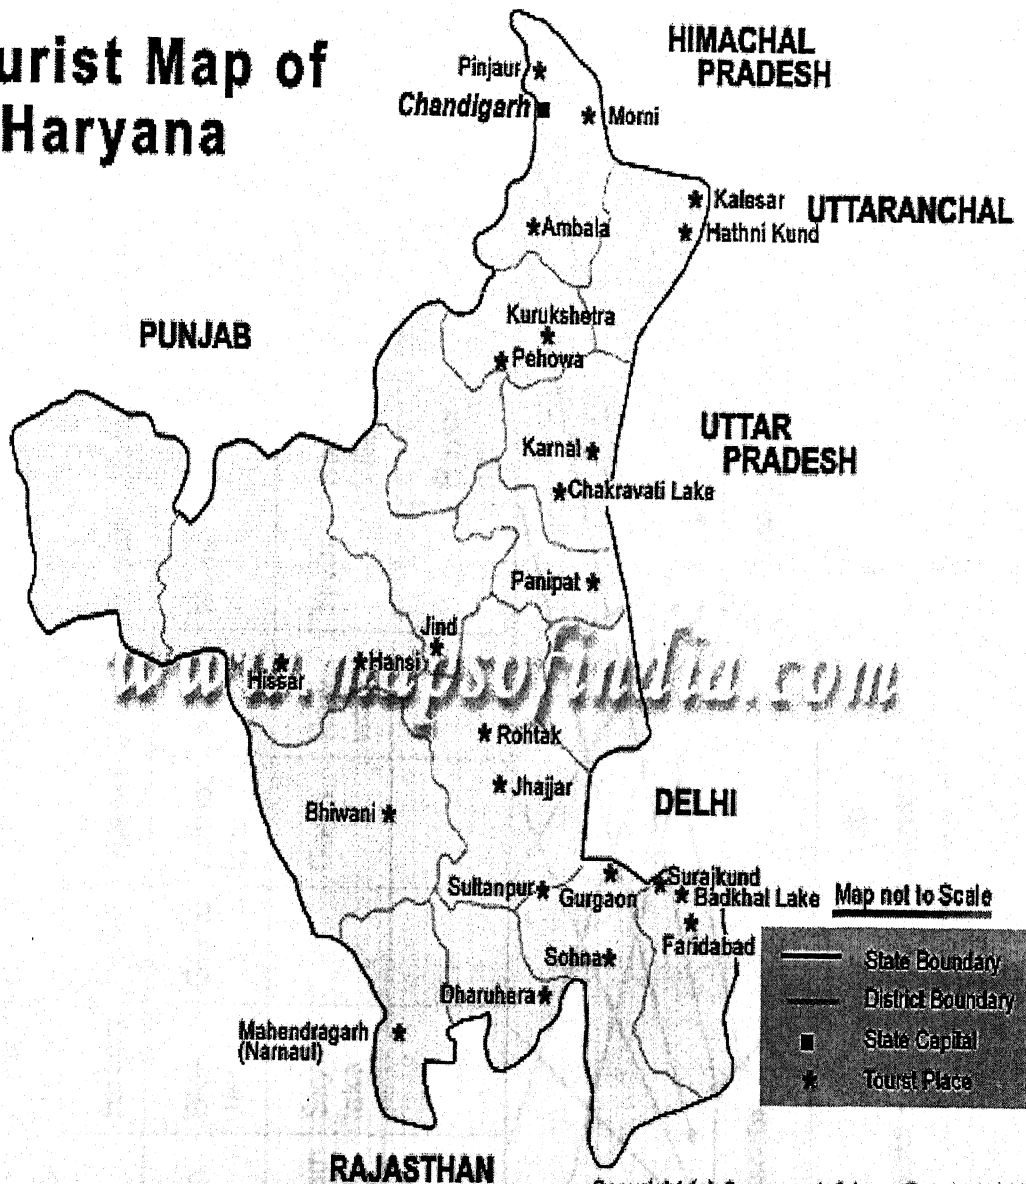 urist Map of
Haryana
HIMACHAL
PRADESH
Pinjaur
Chandigarh
Morni
Kalesar
UTTARANCHAL
Hathni Kund
Ambala
PUNJAB
Kurukshetra
Pehowa
UTTAR
PRADESH
Karnal
Chakravati Lake
Panipat
Jind
Hansi
Hissar
www.mapsofindia.com
Rohtak
Jhajjar
DELHI
Bhiwani
Surajkund
Sultanpur
Gurgaon
Badkhal Lake
Map not to Scale
Faridabad
Sohna
State Boundary
Dharuhera
District Boundary
Mahendragarh
(Narnaul)
State Capital
Tourst Place
RAJASTHAN